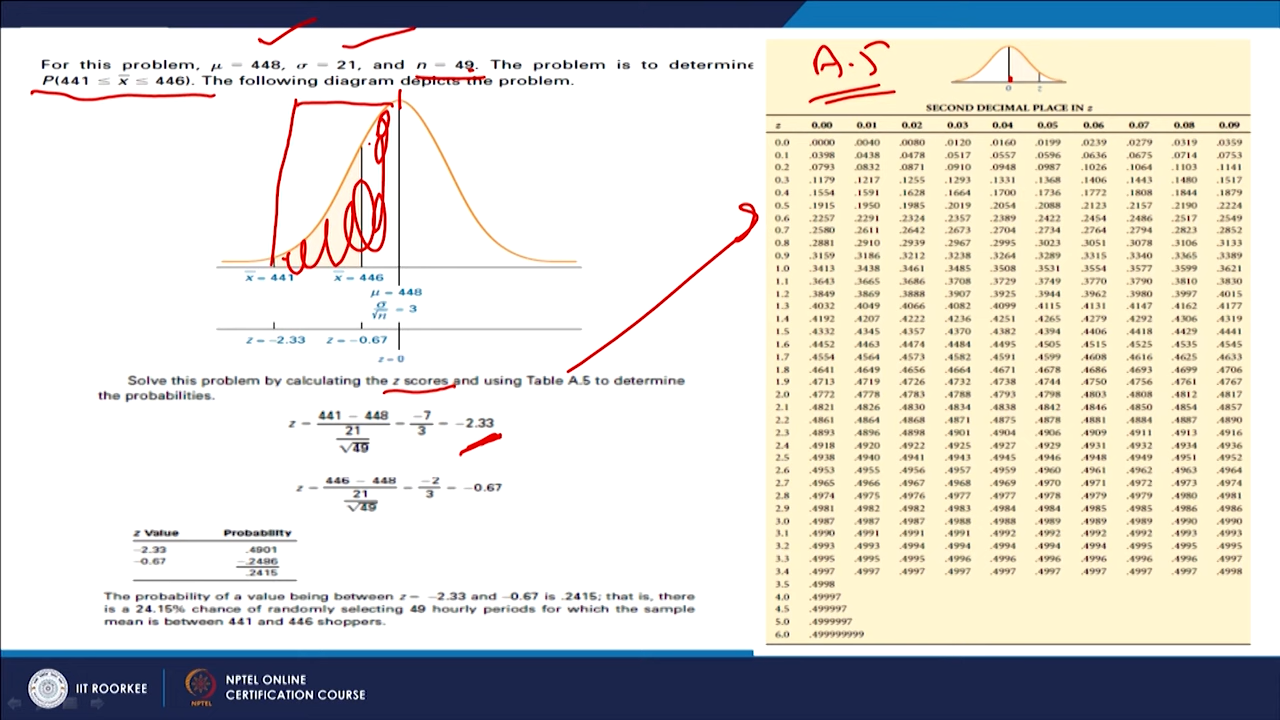 For this problem, μ = 448, σ = 21, and n = 49. The problem is to determine
P(441 ≤ x̄ ≤ 446). The following diagram depicts the problem.
x̄ = 441 x̄ = 446
μ = 448
σ/√n = 3
z = −2.33 z = −0.67
z = 0
Solve this problem by calculating the z scores and using Table A.5 to determine
the probabilities.
z = (441 − 448)/(21/√49) = −7/3 = −2.33
z = (446 − 448)/(21/√49) = −2/3 = −0.67
z Value Probability
−2.33 .4901
−0.67 −.2486
.2415
The probability of a value being between z = −2.33 and −0.67 is .2415; that is, there
is a 24.15% chance of randomly selecting 49 hourly periods for which the sample
mean is between 441 and 446 shoppers.
A.5
0 z
SECOND DECIMAL PLACE IN z
z 0.00 0.01 0.02 0.03 0.04 0.05 0.06 0.07 0.08 0.09
0.0 .0000 .0040 .0080 .0120 .0160 .0199 .0239 .0279 .0319 .0359
0.1 .0398 .0438 .0478 .0517 .0557 .0596 .0636 .0675 .0714 .0753
0.2 .0793 .0832 .0871 .0910 .0948 .0987 .1026 .1064 .1103 .1141
0.3 .1179 .1217 .1255 .1293 .1331 .1368 .1406 .1443 .1480 .1517
0.4 .1554 .1591 .1628 .1664 .1700 .1736 .1772 .1808 .1844 .1879
0.5 .1915 .1950 .1985 .2019 .2054 .2088 .2123 .2157 .2190 .2224
0.6 .2257 .2291 .2324 .2357 .2389 .2422 .2454 .2486 .2517 .2549
0.7 .2580 .2611 .2642 .2673 .2704 .2734 .2764 .2794 .2823 .2852
0.8 .2881 .2910 .2939 .2967 .2995 .3023 .3051 .3078 .3106 .3133
0.9 .3159 .3186 .3212 .3238 .3264 .3289 .3315 .3340 .3365 .3389
1.0 .3413 .3438 .3461 .3485 .3508 .3531 .3554 .3577 .3599 .3621
1.1 .3643 .3665 .3686 .3708 .3729 .3749 .3770 .3790 .3810 .3830
1.2 .3849 .3869 .3888 .3907 .3925 .3944 .3962 .3980 .3997 .4015
1.3 .4032 .4049 .4066 .4082 .4099 .4115 .4131 .4147 .4162 .4177
1.4 .4192 .4207 .4222 .4236 .4251 .4265 .4279 .4292 .4306 .4319
1.5 .4332 .4345 .4357 .4370 .4382 .4394 .4406 .4418 .4429 .4441
1.6 .4452 .4463 .4474 .4484 .4495 .4505 .4515 .4525 .4535 .4545
1.7 .4554 .4564 .4573 .4582 .4591 .4599 .4608 .4616 .4625 .4633
1.8 .4641 .4649 .4656 .4664 .4671 .4678 .4686 .4693 .4699 .4706
1.9 .4713 .4719 .4726 .4732 .4738 .4744 .4750 .4756 .4761 .4767
2.0 .4772 .4778 .4783 .4788 .4793 .4798 .4803 .4808 .4812 .4817
2.1 .4821 .4826 .4830 .4834 .4838 .4842 .4846 .4850 .4854 .4857
2.2 .4861 .4864 .4868 .4871 .4875 .4878 .4881 .4884 .4887 .4890
2.3 .4893 .4896 .4898 .4901 .4904 .4906 .4909 .4911 .4913 .4916
2.4 .4918 .4920 .4922 .4925 .4927 .4929 .4931 .4932 .4934 .4936
2.5 .4938 .4940 .4941 .4943 .4945 .4946 .4948 .4949 .4951 .4952
2.6 .4953 .4955 .4956 .4957 .4959 .4960 .4961 .4962 .4963 .4964
2.7 .4965 .4966 .4967 .4968 .4969 .4970 .4971 .4972 .4973 .4974
2.8 .4974 .4975 .4976 .4977 .4977 .4978 .4979 .4979 .4980 .4981
2.9 .4981 .4982 .4982 .4983 .4984 .4984 .4985 .4985 .4986 .4986
3.0 .4987 .4987 .4987 .4988 .4988 .4989 .4989 .4989 .4990 .4990
3.1 .4990 .4991 .4991 .4991 .4992 .4992 .4992 .4992 .4993 .4993
3.2 .4993 .4993 .4994 .4994 .4994 .4994 .4994 .4995 .4995 .4995
3.3 .4995 .4995 .4995 .4996 .4996 .4996 .4996 .4996 .4996 .4997
3.4 .4997 .4997 .4997 .4997 .4997 .4997 .4997 .4997 .4997 .4998
3.5 .4998
4.0 .49997
4.5 .499997
5.0 .4999997
6.0 .499999999
IIT ROORKEE
NPTEL
NPTEL ONLINE
CERTIFICATION COURSE